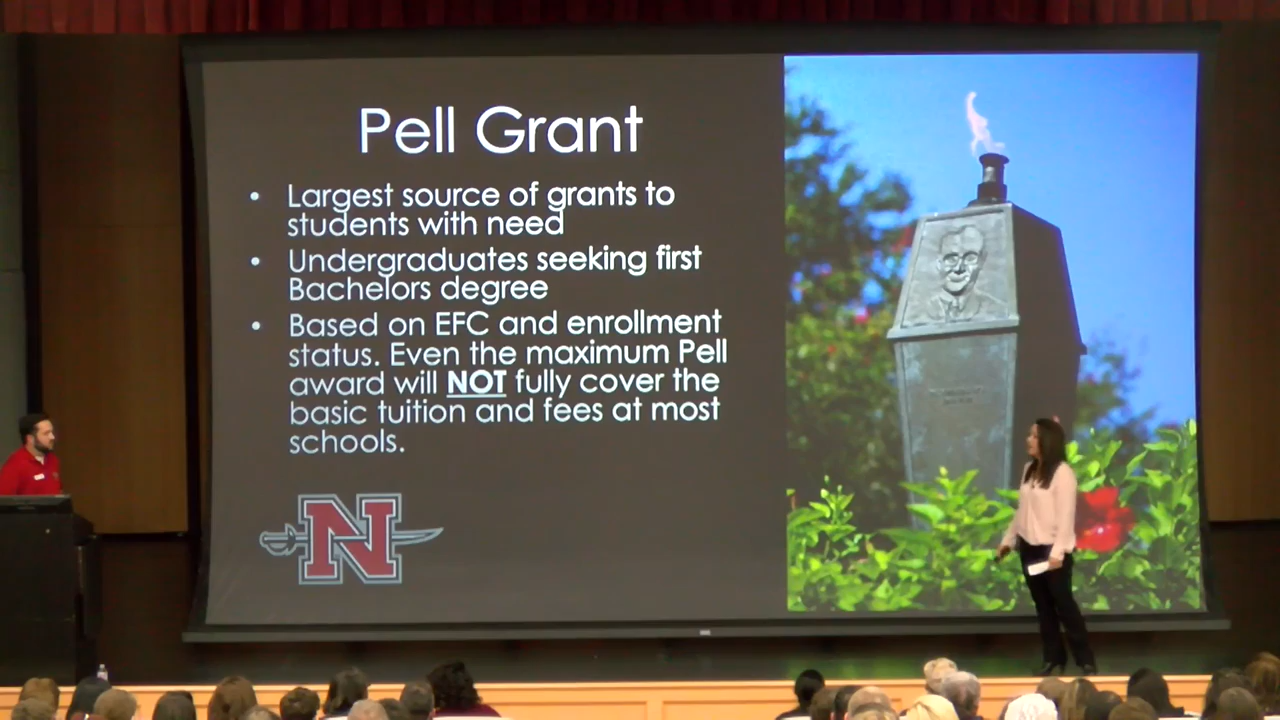 Pell Grant
• Largest source of grants to
students with need
• Undergraduates seeking first
Bachelors degree
• Based on EFC and enrollment
status. Even the maximum Pell
award will NOT fully cover the
basic tuition and fees at most
schools.
N